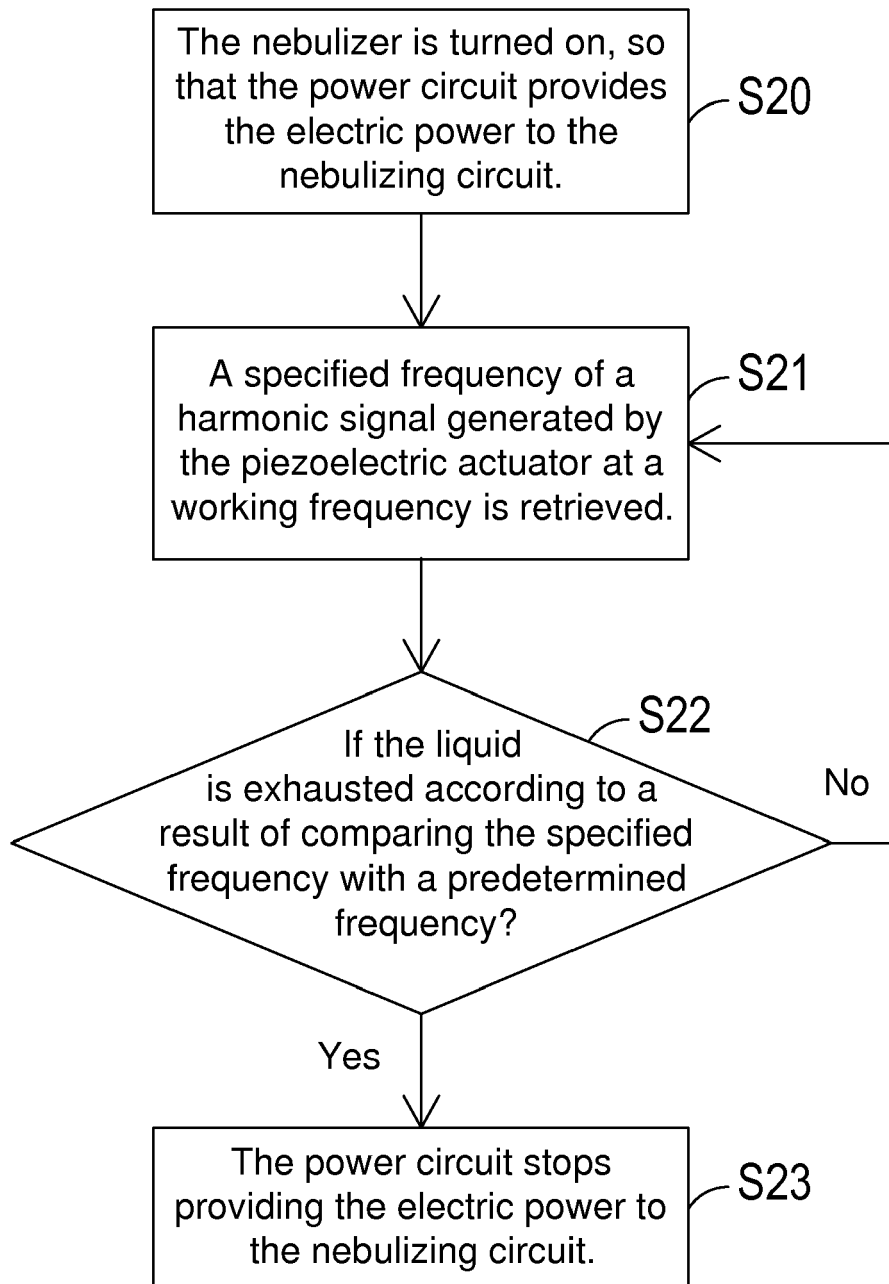 The nebulizer is turned on, so
that the power circuit provides
the electric power to the
nebulizing circuit.
S20
A specified frequency of a
harmonic signal generated by
the piezoelectric actuator at a
working frequency is retrieved.
S21
If the liquid
is exhausted according to a
result of comparing the specified
frequency with a predetermined
frequency?
S22
No
Yes
The power circuit stops
providing the electric power to
the nebulizing circuit.
S23